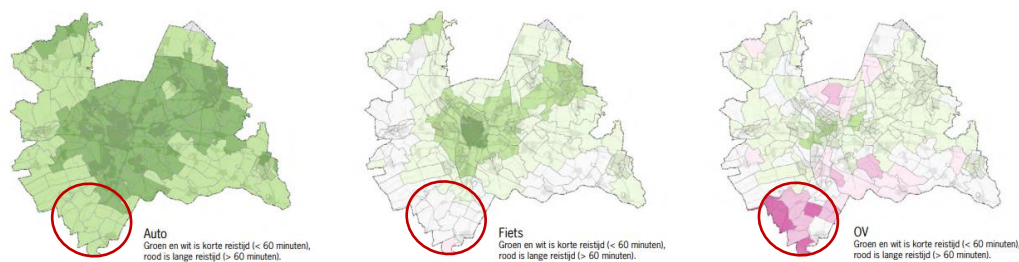 Auto
Groen en wit is korte reistijd (< 60 minuten),
rood is lange reistijd (> 60 minuten).
Fiets
Groen en wit is korte reistijd (< 60 minuten),
rood is lange reistijd (> 60 minuten).
OV
Groen en wit is korte reistijd (< 60 minuten),
rood is lange reistijd (> 60 minuten).